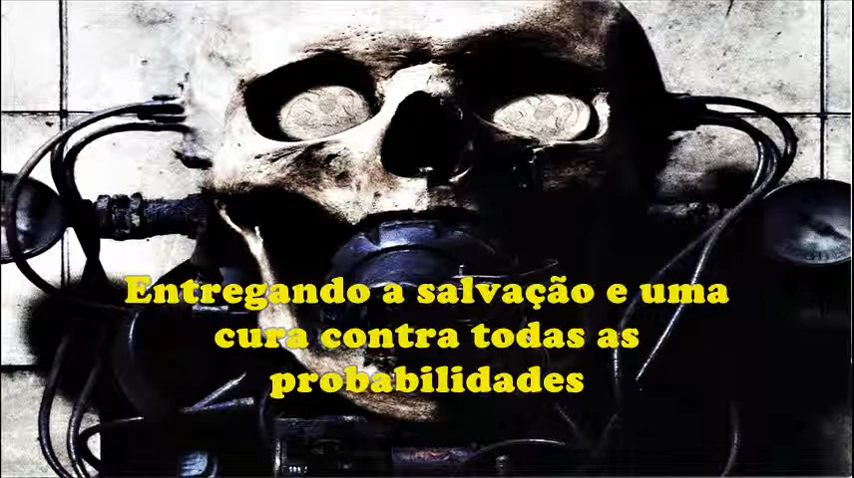 Entregando a salvação e uma
cura contra todas as
probabilidades